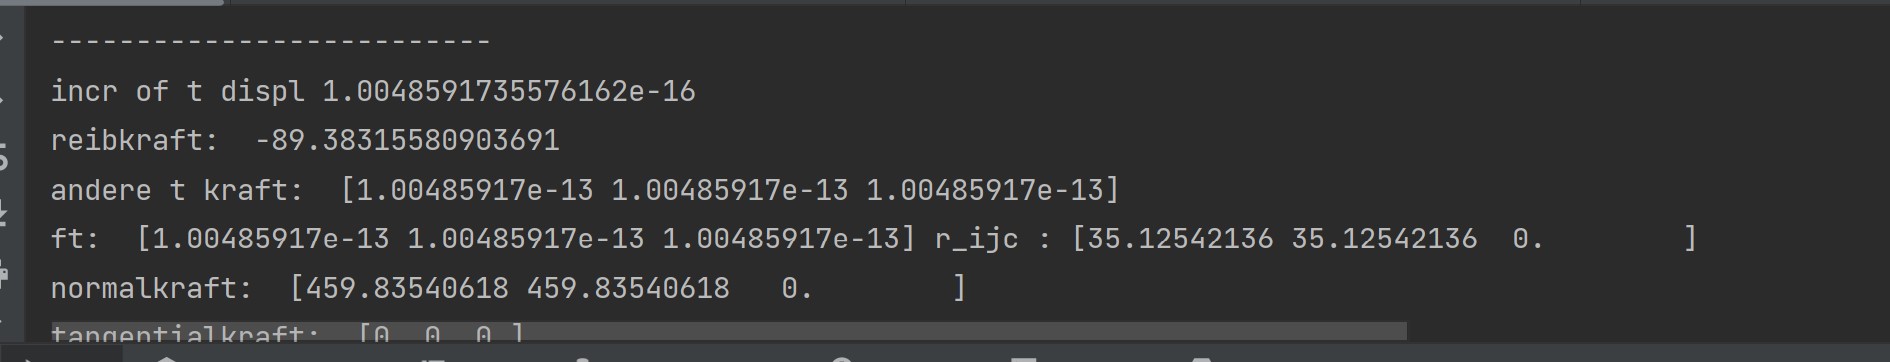 --------------------------
incr of t displ 1.0048591735576162e-16
reibkraft:  -89.38315580903691
andere t kraft:  [1.00485917e-13 1.00485917e-13 1.00485917e-13]
ft:  [1.00485917e-13 1.00485917e-13 1.00485917e-13] r_ijc : [35.12542136 35.12542136  0.        ]
normalkraft:  [459.83540618 459.83540618   0.        ]
tangentialkraft:  [0. 0. 0.]